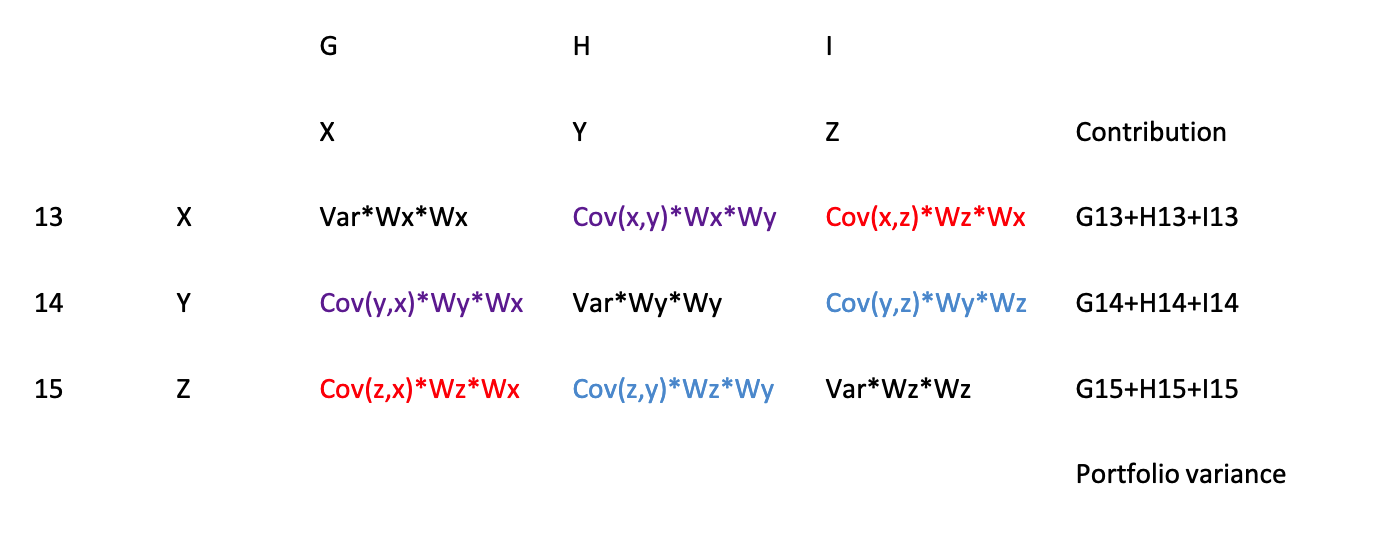 G H I
X Y Z Contribution
13 X Var*Wx*Wx Cov(x,y)*Wx*Wy Cov(x,z)*Wz*Wx G13+H13+I13
14 Y Cov(y,x)*Wy*Wx Var*Wy*Wy Cov(y,z)*Wy*Wz G14+H14+I14
15 Z Cov(z,x)*Wz*Wx Cov(z,y)*Wz*Wy Var*Wz*Wz G15+H15+I15
Portfolio variance